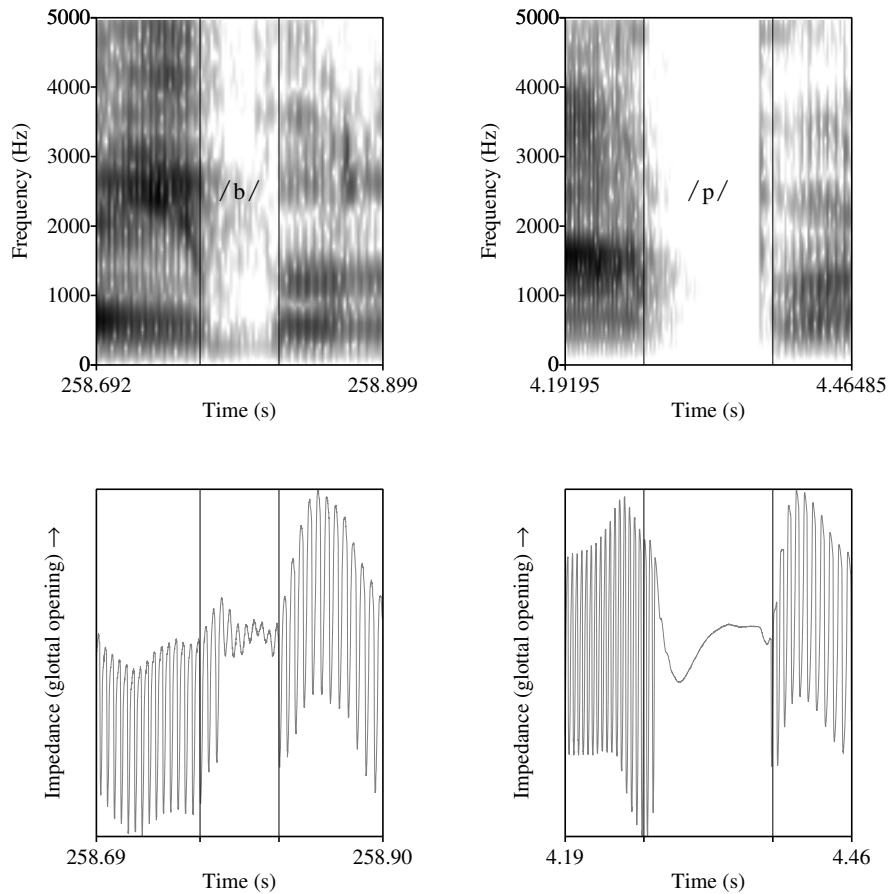 Frequency (Hz)
5000
4000
3000
2000
1000
0
/b/
258.692
258.899
Time (s)
Frequency (Hz)
5000
4000
3000
2000
1000
0
/p/
4.19195
4.46485
Time (s)
Impedance (glottal opening) →
258.69
258.90
Time (s)
Impedance (glottal opening) →
4.19
4.46
Time (s)